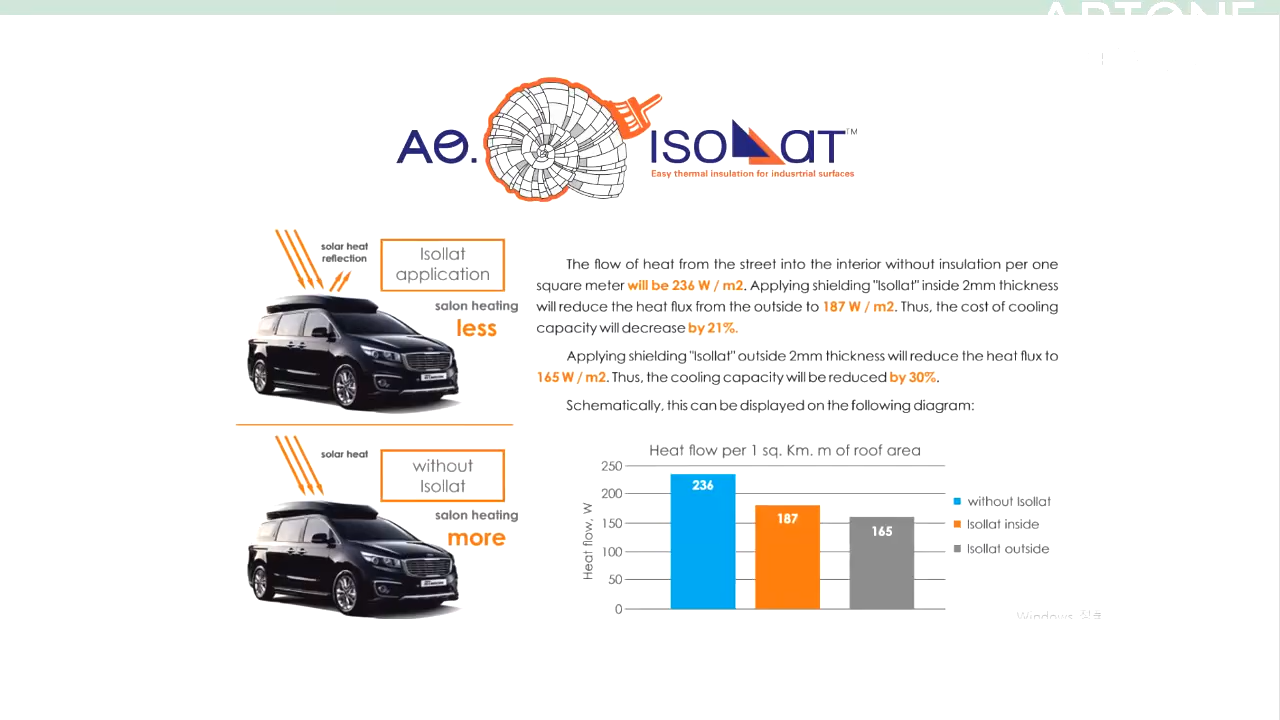 AΘ.
ISOLLAT™
Easy thermal insulation for indusrtrial surfaces
solar heat
reflection
Isollat
application
salon heating
less
The flow of heat from the street into the interior without insulation per one
square meter will be 236 W / m2. Applying shielding "Isollat" inside 2mm thickness
will reduce the heat flux from the outside to 187 W / m2. Thus, the cost of cooling
capacity will decrease by 21%.
Applying shielding "Isollat" outside 2mm thickness will reduce the heat flux to
165 W / m2. Thus, the cooling capacity will be reduced by 30%.
Schematically, this can be displayed on the following diagram:
solar heat
without
Isollat
salon heating
more
Heat flow per 1 sq. Km. m of roof area
Heat flow, W
250
200
150
100
50
0
236
187
165
without Isollat
Isollat inside
Isollat outside
Windows